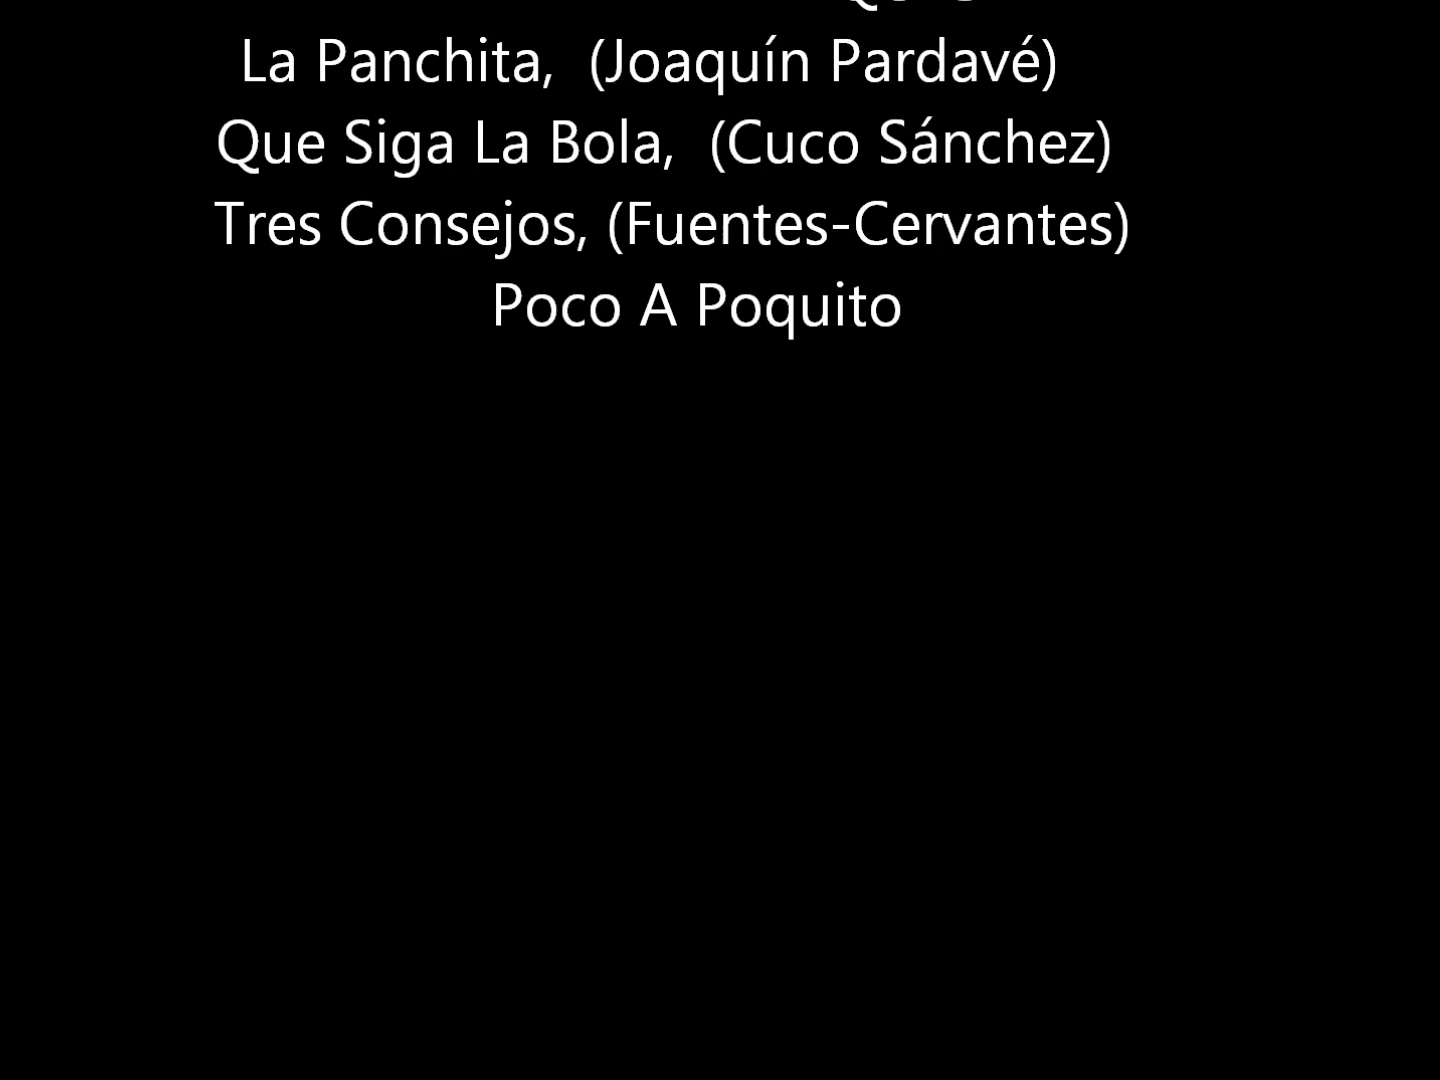 La Panchita,  (Joaquín Pardavé)
Que Siga La Bola,  (Cuco Sánchez)
Tres Consejos, (Fuentes-Cervantes)
Poco A Poquito